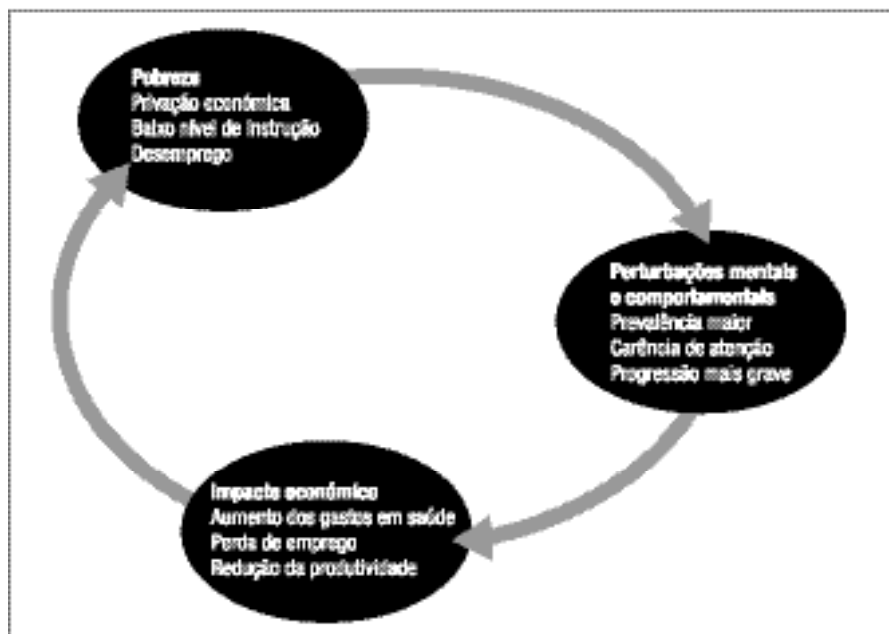 Pobreza
Privação económica
Baixo nível de instrução
Desemprego
Perturbações mentais
e comportamentais
Prevalência maior
Carência de atenção
Progressão mais grave
Impacte económico
Aumento dos gastos em saúde
Perda de emprego
Redução da produtividade